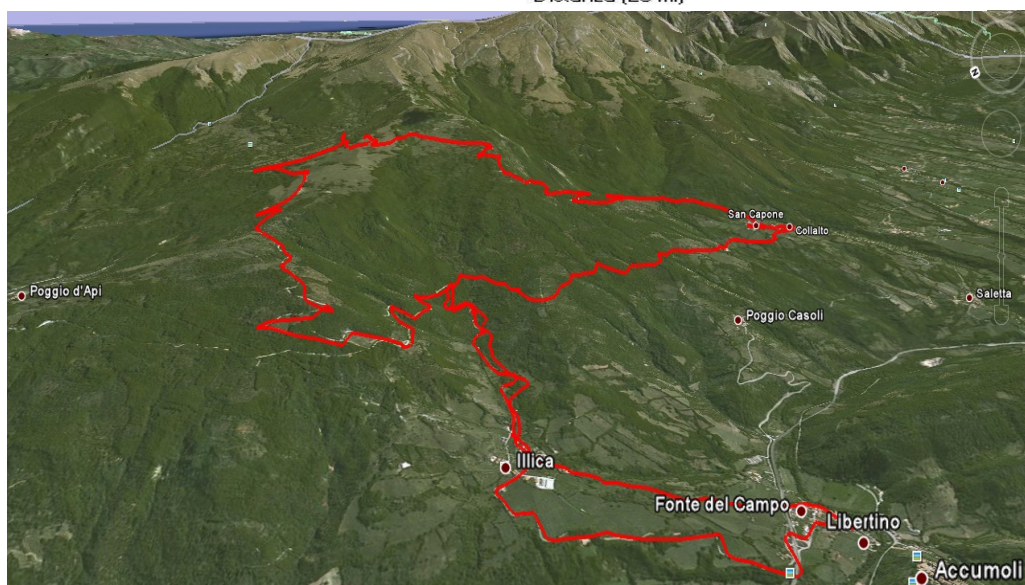 San Capone
Collalto
Poggio d'Api
Saletta
Poggio Casoli
Illica
Fonte del Campo
Libertino
Accumoli